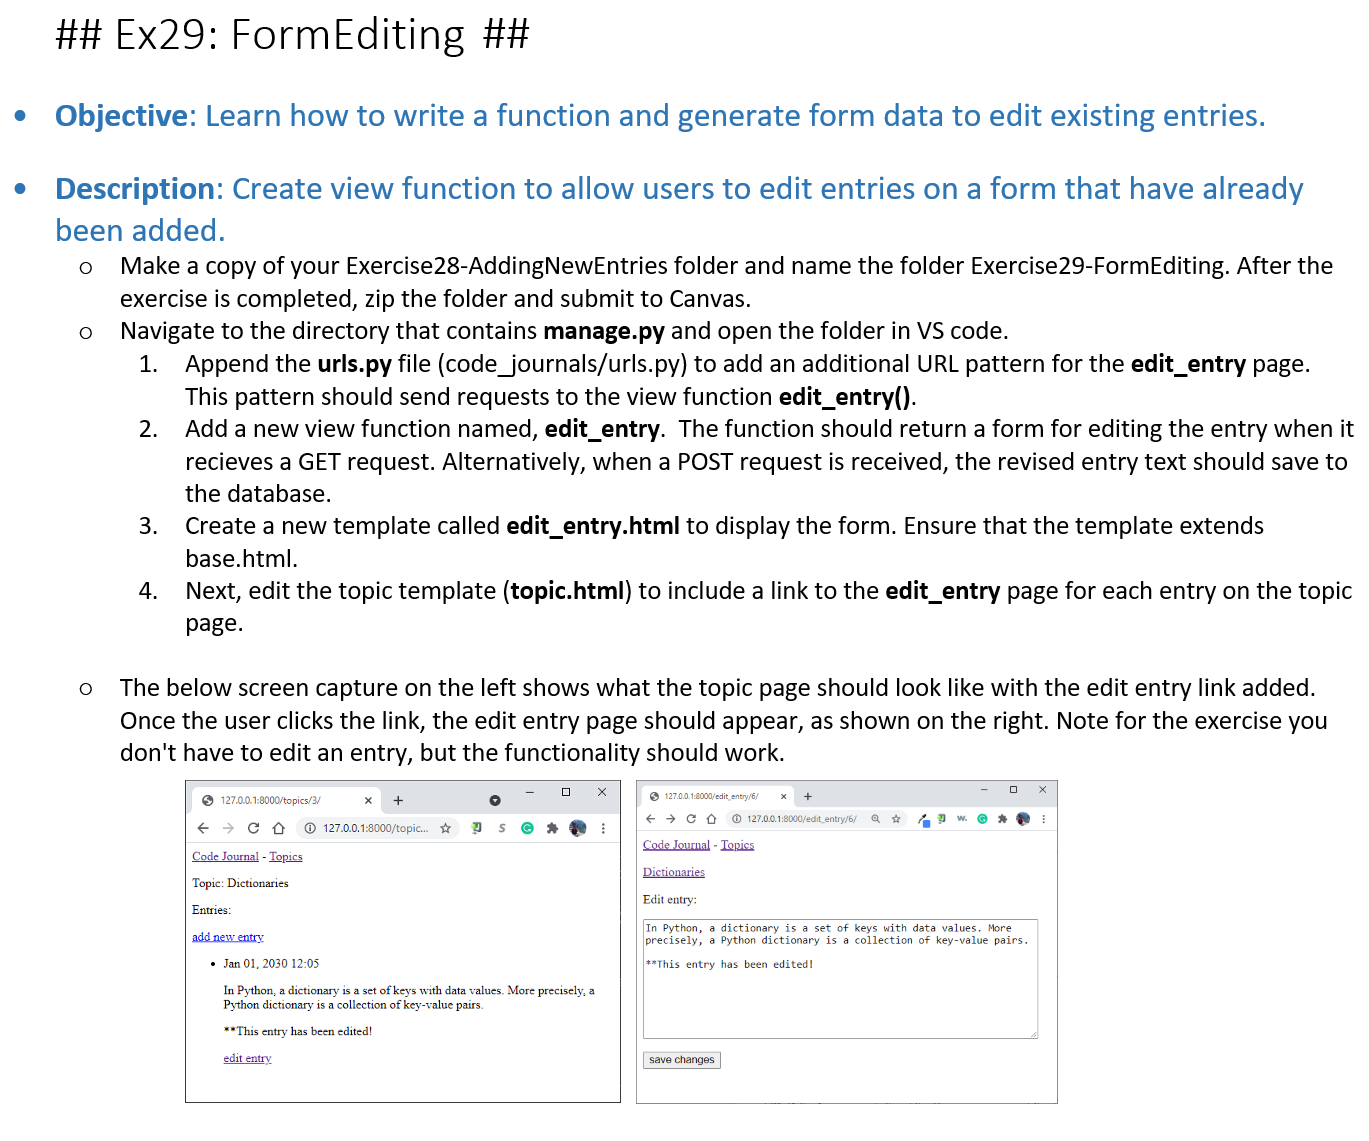 ## Ex29: FormEditing ##
• Objective: Learn how to write a function and generate form data to edit existing entries.
• Description: Create view function to allow users to edit entries on a form that have already
been added.
o Make a copy of your Exercise28-AddingNewEntries folder and name the folder Exercise29-FormEditing. After the
exercise is completed, zip the folder and submit to Canvas.
o Navigate to the directory that contains manage.py and open the folder in VS code.
1. Append the urls.py file (code_journals/urls.py) to add an additional URL pattern for the edit_entry page.
This pattern should send requests to the view function edit_entry().
2. Add a new view function named, edit_entry. The function should return a form for editing the entry when it
recieves a GET request. Alternatively, when a POST request is received, the revised entry text should save to
the database.
3. Create a new template called edit_entry.html to display the form. Ensure that the template extends
base.html.
4. Next, edit the topic template (topic.html) to include a link to the edit_entry page for each entry on the topic
page.
o The below screen capture on the left shows what the topic page should look like with the edit entry link added.
Once the user clicks the link, the edit entry page should appear, as shown on the right. Note for the exercise you
don't have to edit an entry, but the functionality should work.
127.0.0.1:8000/topics/3/
127.0.0.1:8000/topic...
Code Journal - Topics
Topic: Dictionaries
Entries:
add new entry
• Jan 01, 2030 12:05
In Python, a dictionary is a set of keys with data values. More precisely, a
Python dictionary is a collection of key-value pairs.
**This entry has been edited!
edit entry
127.0.0.1:8000/edit_entry/6/
127.0.0.1:8000/edit_entry/6/
Code Journal - Topics
Dictionaries
Edit entry:
In Python, a dictionary is a set of keys with data values. More
precisely, a Python dictionary is a collection of key-value pairs.
**This entry has been edited!
save changes